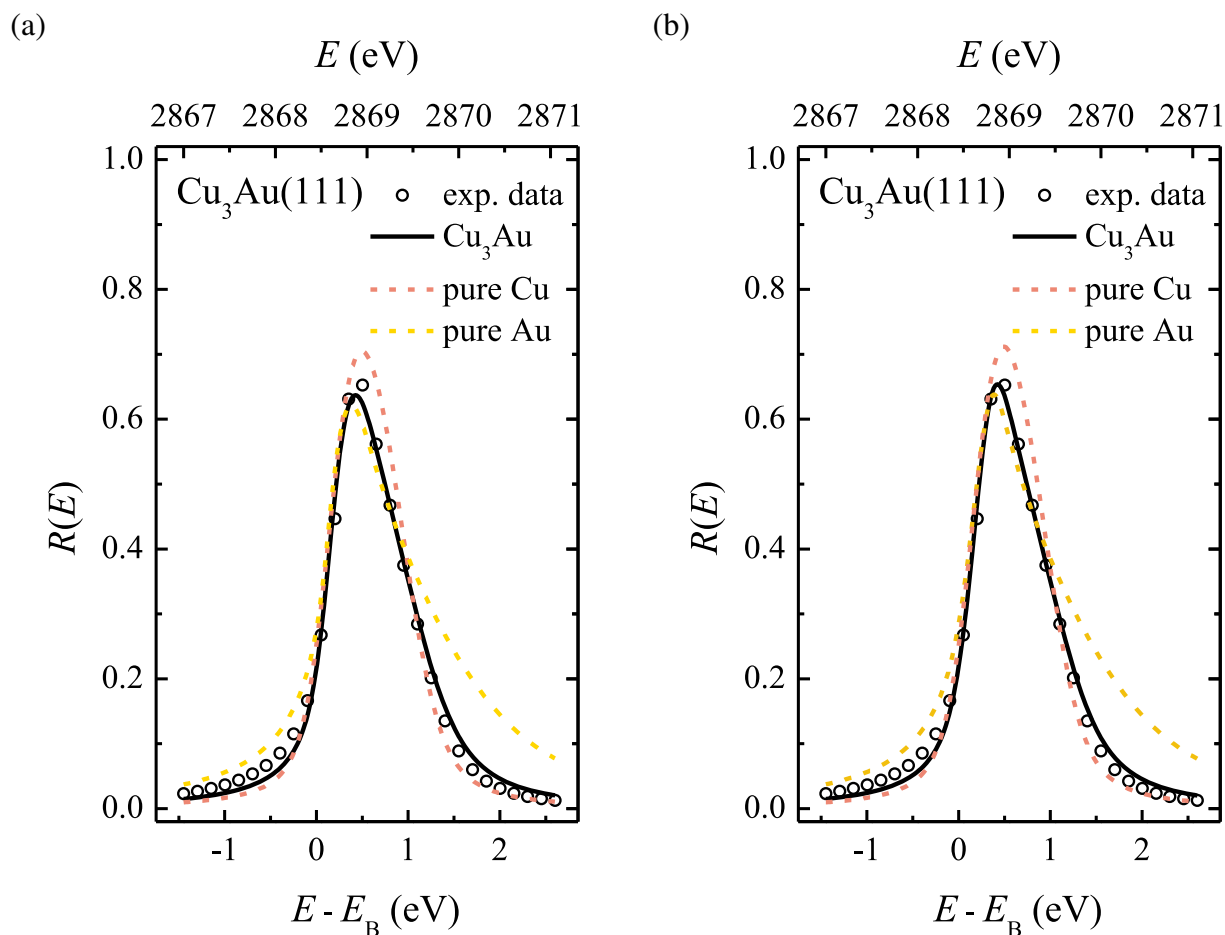 (a)
E (eV)
2867 2868 2869 2870 2871
1.0
0.8
0.6
0.4
0.2
0.0
R(E)
Cu₃Au(111)
exp. data
Cu₃Au
pure Cu
pure Au
-1 0 1 2
E - E_B (eV)
(b)
E (eV)
2867 2868 2869 2870 2871
1.0
0.8
0.6
0.4
0.2
0.0
R(E)
Cu₃Au(111)
exp. data
Cu₃Au
pure Cu
pure Au
-1 0 1 2
E - E_B (eV)